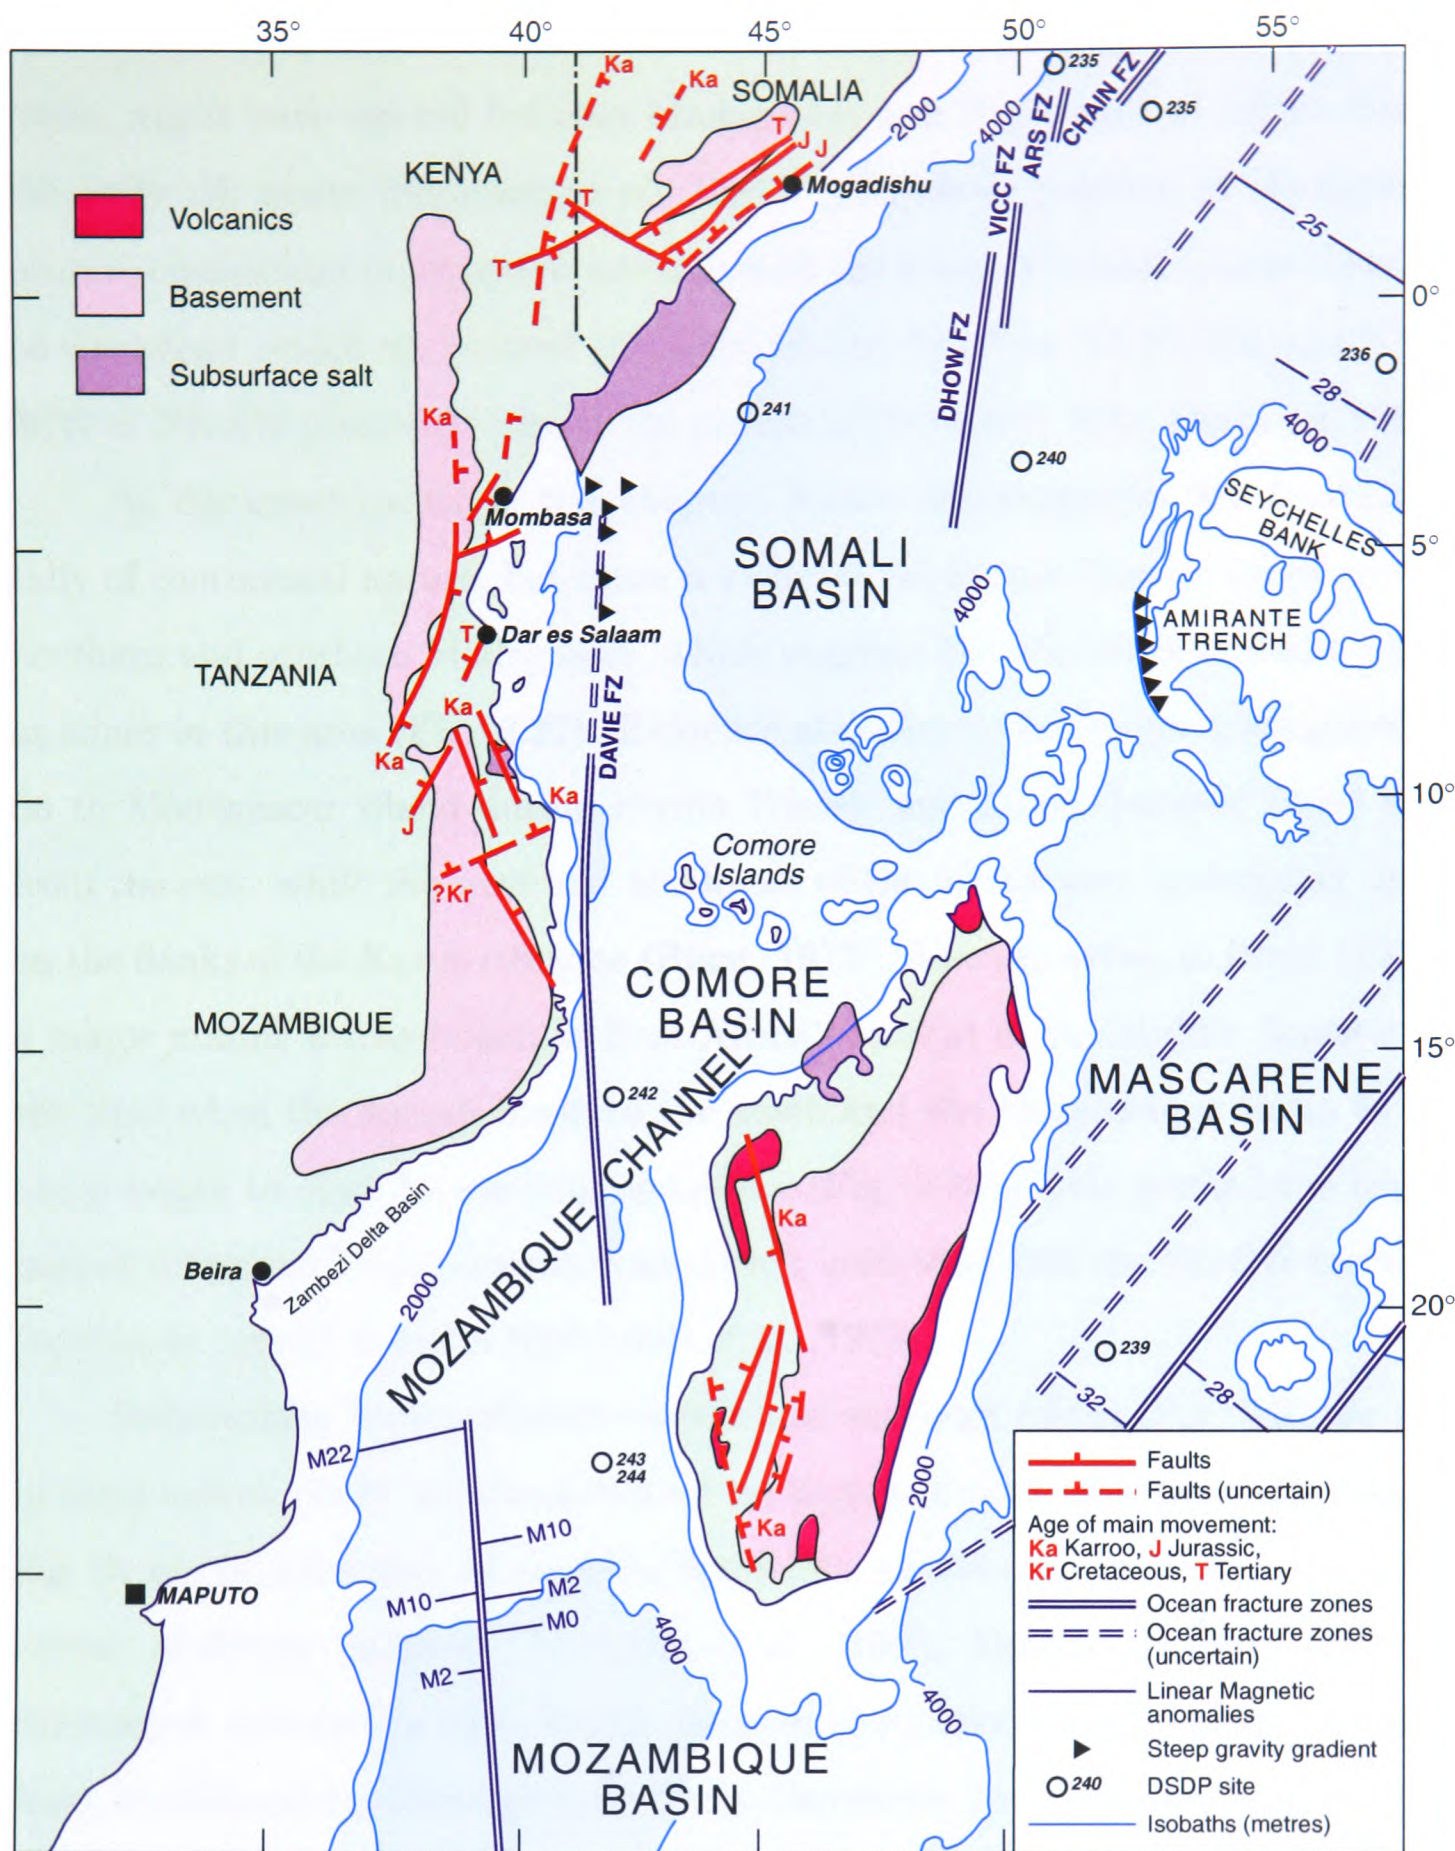 35° 40° 45° 50° 55°
Ka
Ka
SOMALIA
2000
4000
235
ARS FZ
CHAIN FZ
235
KENYA
T
J
J
Mogadishu
VICC FZ
Volcanics
T
T
25
Basement
0°
DHOW FZ
236
Subsurface salt
28
Ka
241
4000
240
Mombasa
SEYCHELLES
BANK
SOMALI
BASIN
5°
4000
AMIRANTE
TRENCH
T
Dar es Salaam
TANZANIA
Ka
DAVIE FZ
Ka
Ka
10°
J
Comore
Islands
?Kr
COMORE
BASIN
MOZAMBIQUE
15°
242
MASCARENE
BASIN
MOZAMBIQUE CHANNEL
Ka
Zambezi Delta Basin
Beira
2000
20°
239
32
28
M22
243
244
2000
Ka
M10
M10
M2
M0
M2
MAPUTO
4000
4000
MOZAMBIQUE
BASIN
Faults
Faults (uncertain)
Age of main movement:
Ka Karroo, J Jurassic,
Kr Cretaceous, T Tertiary
Ocean fracture zones
Ocean fracture zones
(uncertain)
Linear Magnetic
anomalies
Steep gravity gradient
240 DSDP site
Isobaths (metres)